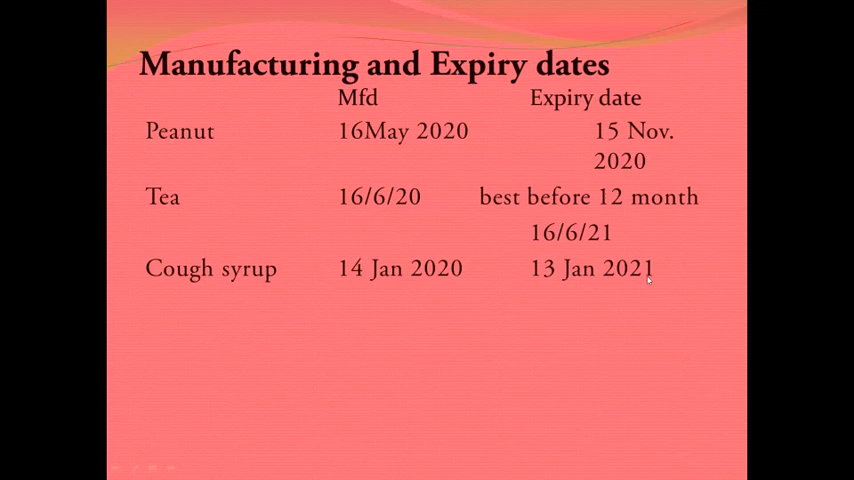 Manufacturing and Expiry dates
Mfd Expiry date
Peanut 16May 2020 15 Nov.
2020
Tea 16/6/20 best before 12 month
16/6/21
Cough syrup 14 Jan 2020 13 Jan 2021